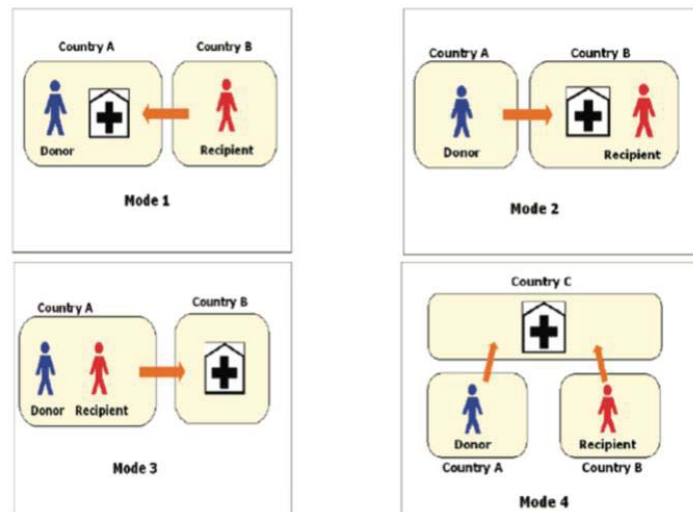 Country A
Country B
Donor
Recipient
Mode 1
Country A
Country B
Donor
Recipient
Mode 2
Country A
Country B
Donor Recipient
Mode 3
Country C
Donor
Recipient
Country A
Country B
Mode 4